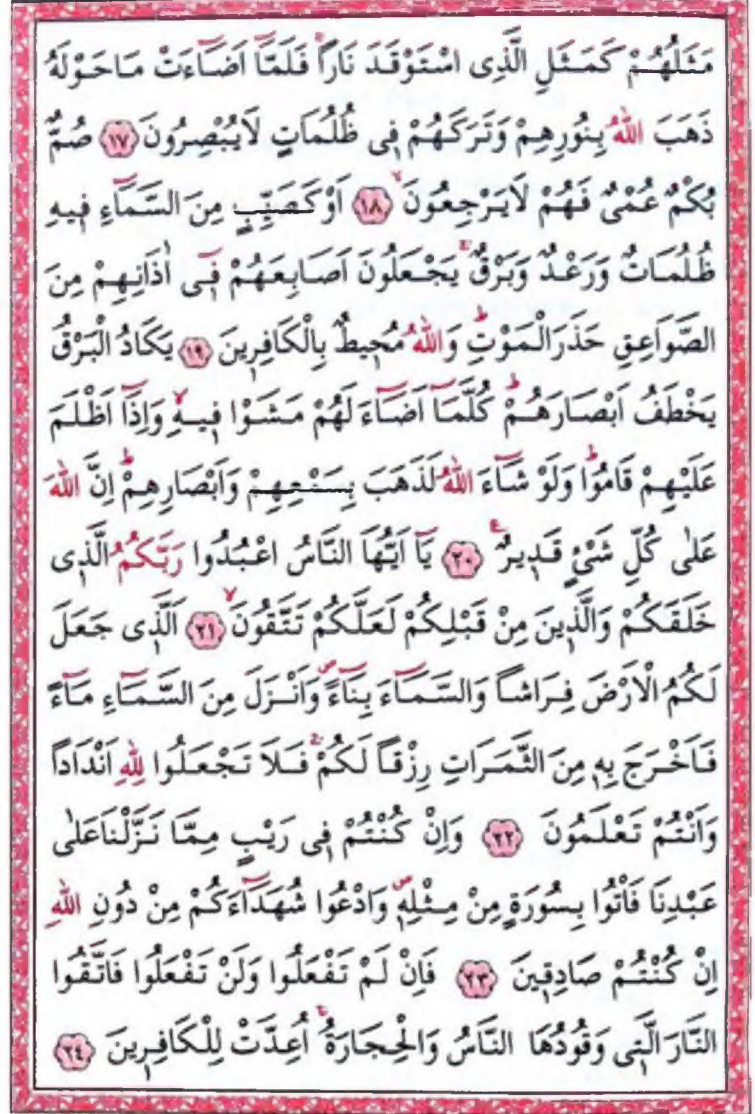 مَثَلُهُمْ كَمَثَلِ الَّذِى اسْتَوْقَدَ نَارًاۚ فَلَمَّٓا اَضَٓاءَتْ مَاحَوْلَهُ
ذَهَبَ اللّٰهُ بِنُورِهِمْ وَتَرَكَهُمْ فٖى ظُلُمَاتٍ لَايُبْصِرُونَ ﴿١٧﴾ صُمٌّ
بُكْمٌ عُمْىٌ فَهُمْ لَايَرْجِعُونَۙ ﴿١٨﴾ اَوْكَصَيِّبٍ مِنَ السَّمَٓاءِ فٖيهِ
ظُلُمَاتٌ وَرَعْدٌ وَبَرْقٌۚ يَجْعَلُونَ اَصَابِعَهُمْ فٖٓى اٰذَانِهِمْ مِنَ
الصَّوَاعِقِ حَذَرَالْمَوْتِؕ وَاللّٰهُ مُحٖيطٌ بِالْكَافِرٖينَ ﴿١٩﴾ يَكَادُ الْبَرْقُ
يَخْطَفُ اَبْصَارَهُمْؕ كُلَّمَٓا اَضَٓاءَ لَهُمْ مَشَوْا فٖيهِۙ وَاِذَٓا اَظْلَمَ
عَلَيْهِمْ قَامُواؕ وَلَوْ شَٓاءَ اللّٰهُ لَذَهَبَ بِسَمْعِهِمْ وَاَبْصَارِهِمْؕ اِنَّ اللّٰهَ
عَلٰى كُلِّ شَىْءٍ قَدٖيرٌࣖ ﴿٢٠﴾ يَٓا اَيُّهَا النَّاسُ اعْبُدُوا رَبَّكُمُ الَّذٖى
خَلَقَكُمْ وَالَّذٖينَ مِنْ قَبْلِكُمْ لَعَلَّكُمْ تَتَّقُونَۙ ﴿٢١﴾ اَلَّذٖى جَعَلَ
لَكُمُ الْاَرْضَ فِرَاشًا وَالسَّمَٓاءَ بِنَٓاءًࣕ وَاَنْزَلَ مِنَ السَّمَٓاءِ مَٓاءً
فَاَخْرَجَ بِهٖ مِنَ الثَّمَرَاتِ رِزْقًا لَكُمْۚ فَلَا تَجْعَلُوا لِلّٰهِ اَنْدَادًا
وَاَنْتُمْ تَعْلَمُونَ ﴿٢٢﴾ وَاِنْ كُنْتُمْ فٖى رَيْبٍ مِمَّا نَزَّلْنَاعَلٰى
عَبْدِنَا فَاْتُوا بِسُورَةٍ مِنْ مِثْلِهٖࣕ وَادْعُوا شُهَدَٓاءَكُمْ مِنْ دُونِ اللّٰهِ
اِنْ كُنْتُمْ صَادِقٖينَ ﴿٢٣﴾ فَاِنْ لَمْ تَفْعَلُوا وَلَنْ تَفْعَلُوا فَاتَّقُوا
النَّارَ الَّتٖى وَقُودُهَا النَّاسُ وَالْحِجَارَةُۚ اُعِدَّتْ لِلْكَافِرٖينَ ﴿٢٤﴾